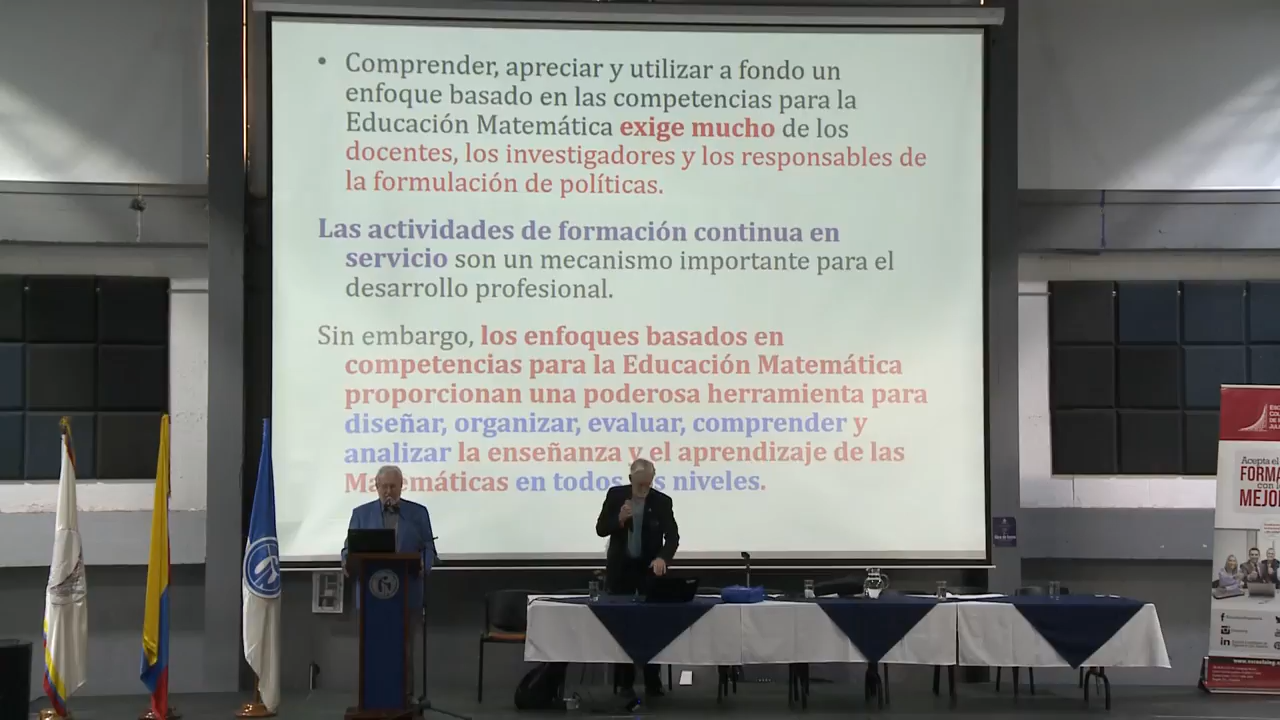 • Comprender, apreciar y utilizar a fondo un
enfoque basado en las competencias para la
Educación Matemática exige mucho de los
docentes, los investigadores y los responsables de
la formulación de políticas.
Las actividades de formación continua en
servicio son un mecanismo importante para el
desarrollo profesional.
Sin embargo, los enfoques basados en
competencias para la Educación Matemática
proporcionan una poderosa herramienta para
diseñar, organizar, evaluar, comprender y
analizar la enseñanza y el aprendizaje de las
Matemáticas en todos los niveles.
Acepta el
FORMA
con l
MEJO